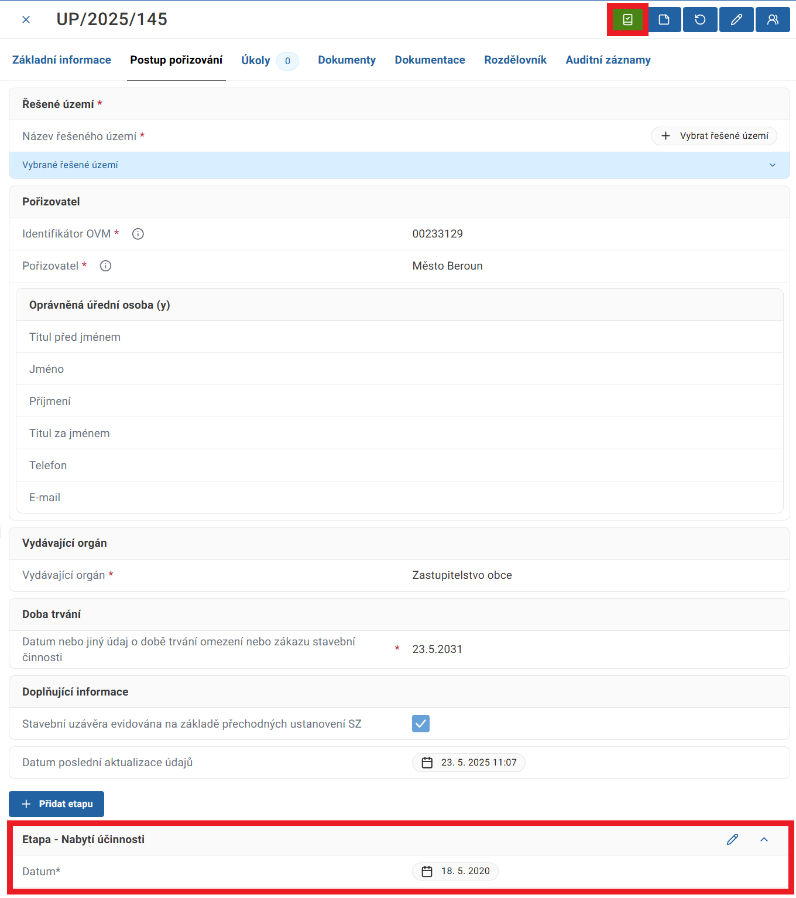 UP/2025/145
Základní informace Postup pořizování Úkoly 0 Dokumenty Dokumentace Rozdělovník Auditní záznamy
Řešené území *
Název řešeného území * Vybrat řešené území
Vybrané řešené území
Pořizovatel
Identifikátor OVM * 00233129
Pořizovatel * Město Beroun
Oprávněná úřední osoba (y)
Titul před jménem
Jméno
Příjmení
Titul za jménem
Telefon
E-mail
Vydávající orgán
Vydávající orgán * Zastupitelstvo obce
Doba trvání
Datum nebo jiný údaj o době trvání omezení nebo zákazu stavební
činnosti * 23.5.2031
Doplňující informace
Stavební uzávěra evidována na základě přechodných ustanovení SZ
Datum poslední aktualizace údajů 23. 5. 2025 11:07
+ Přidat etapu
Etapa - Nabytí účinnosti
Datum* 18. 5. 2020